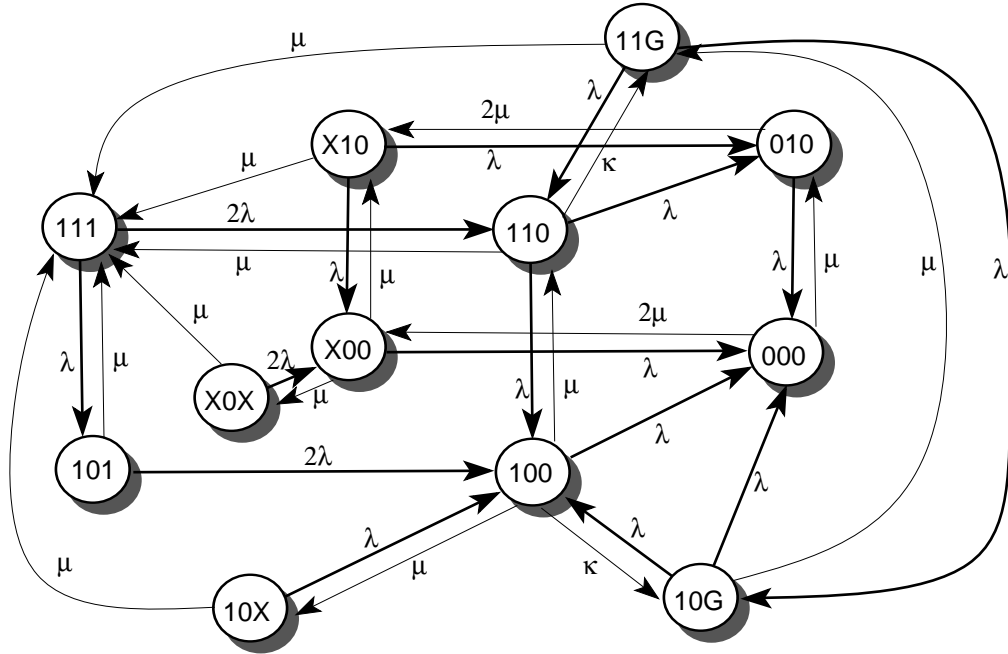 11G
μ
λ
2μ
X10
010
λ
κ
μ
λ
111
2λ
110
μ
λ
μ
λ
μ
μ
λ
2μ
μ
X00
000
λ
μ
2λ
λ
μ
X0X
λ
μ
λ
101
2λ
100
λ
λ
λ
μ
μ
κ
10X
10G